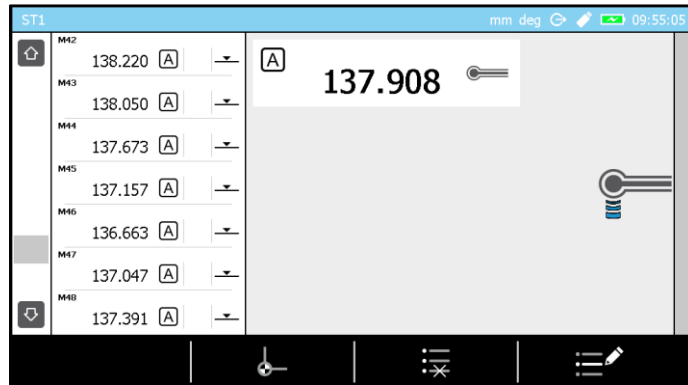 ST1
mm deg 09:55:05
M42
138.220 A
M43
138.050 A
M44
137.673 A
M45
137.157 A
M46
136.663 A
M47
137.047 A
M48
137.391 A
A
137.908